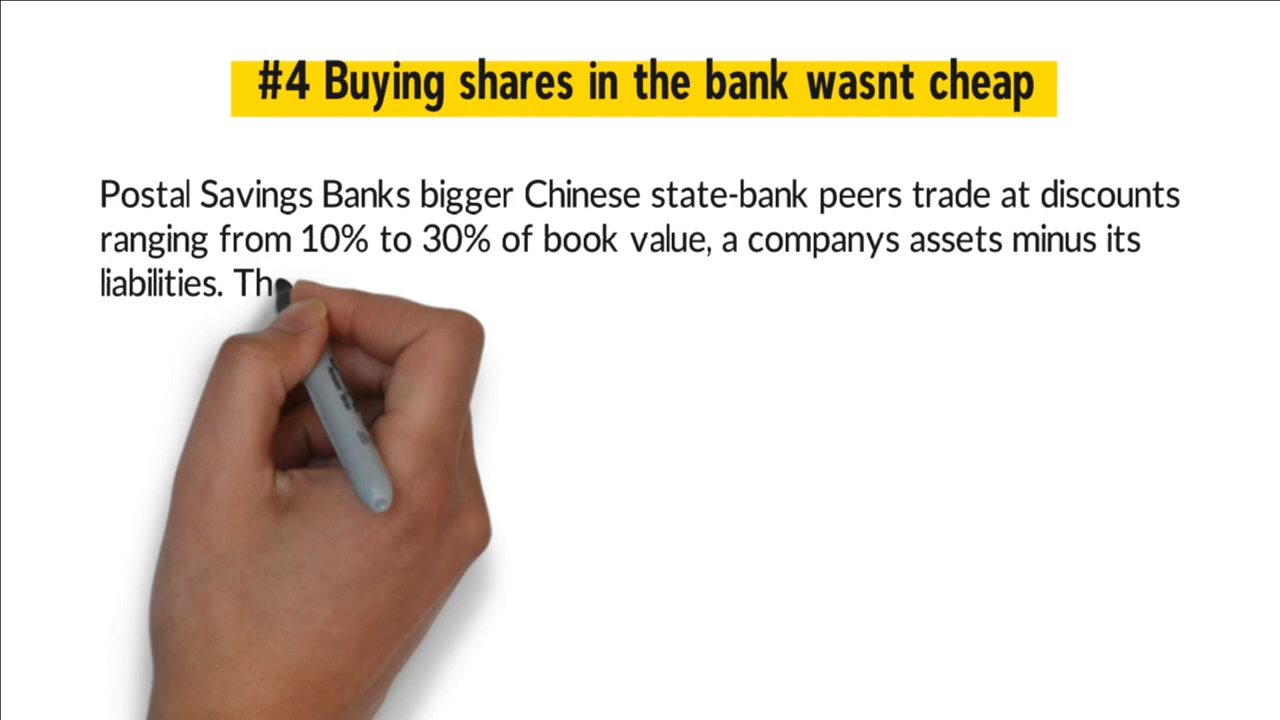 #4 Buying shares in the bank wasnt cheap
Postal Savings Banks bigger Chinese state-bank peers trade at discounts
ranging from 10% to 30% of book value, a companys assets minus its
liabilities. Th